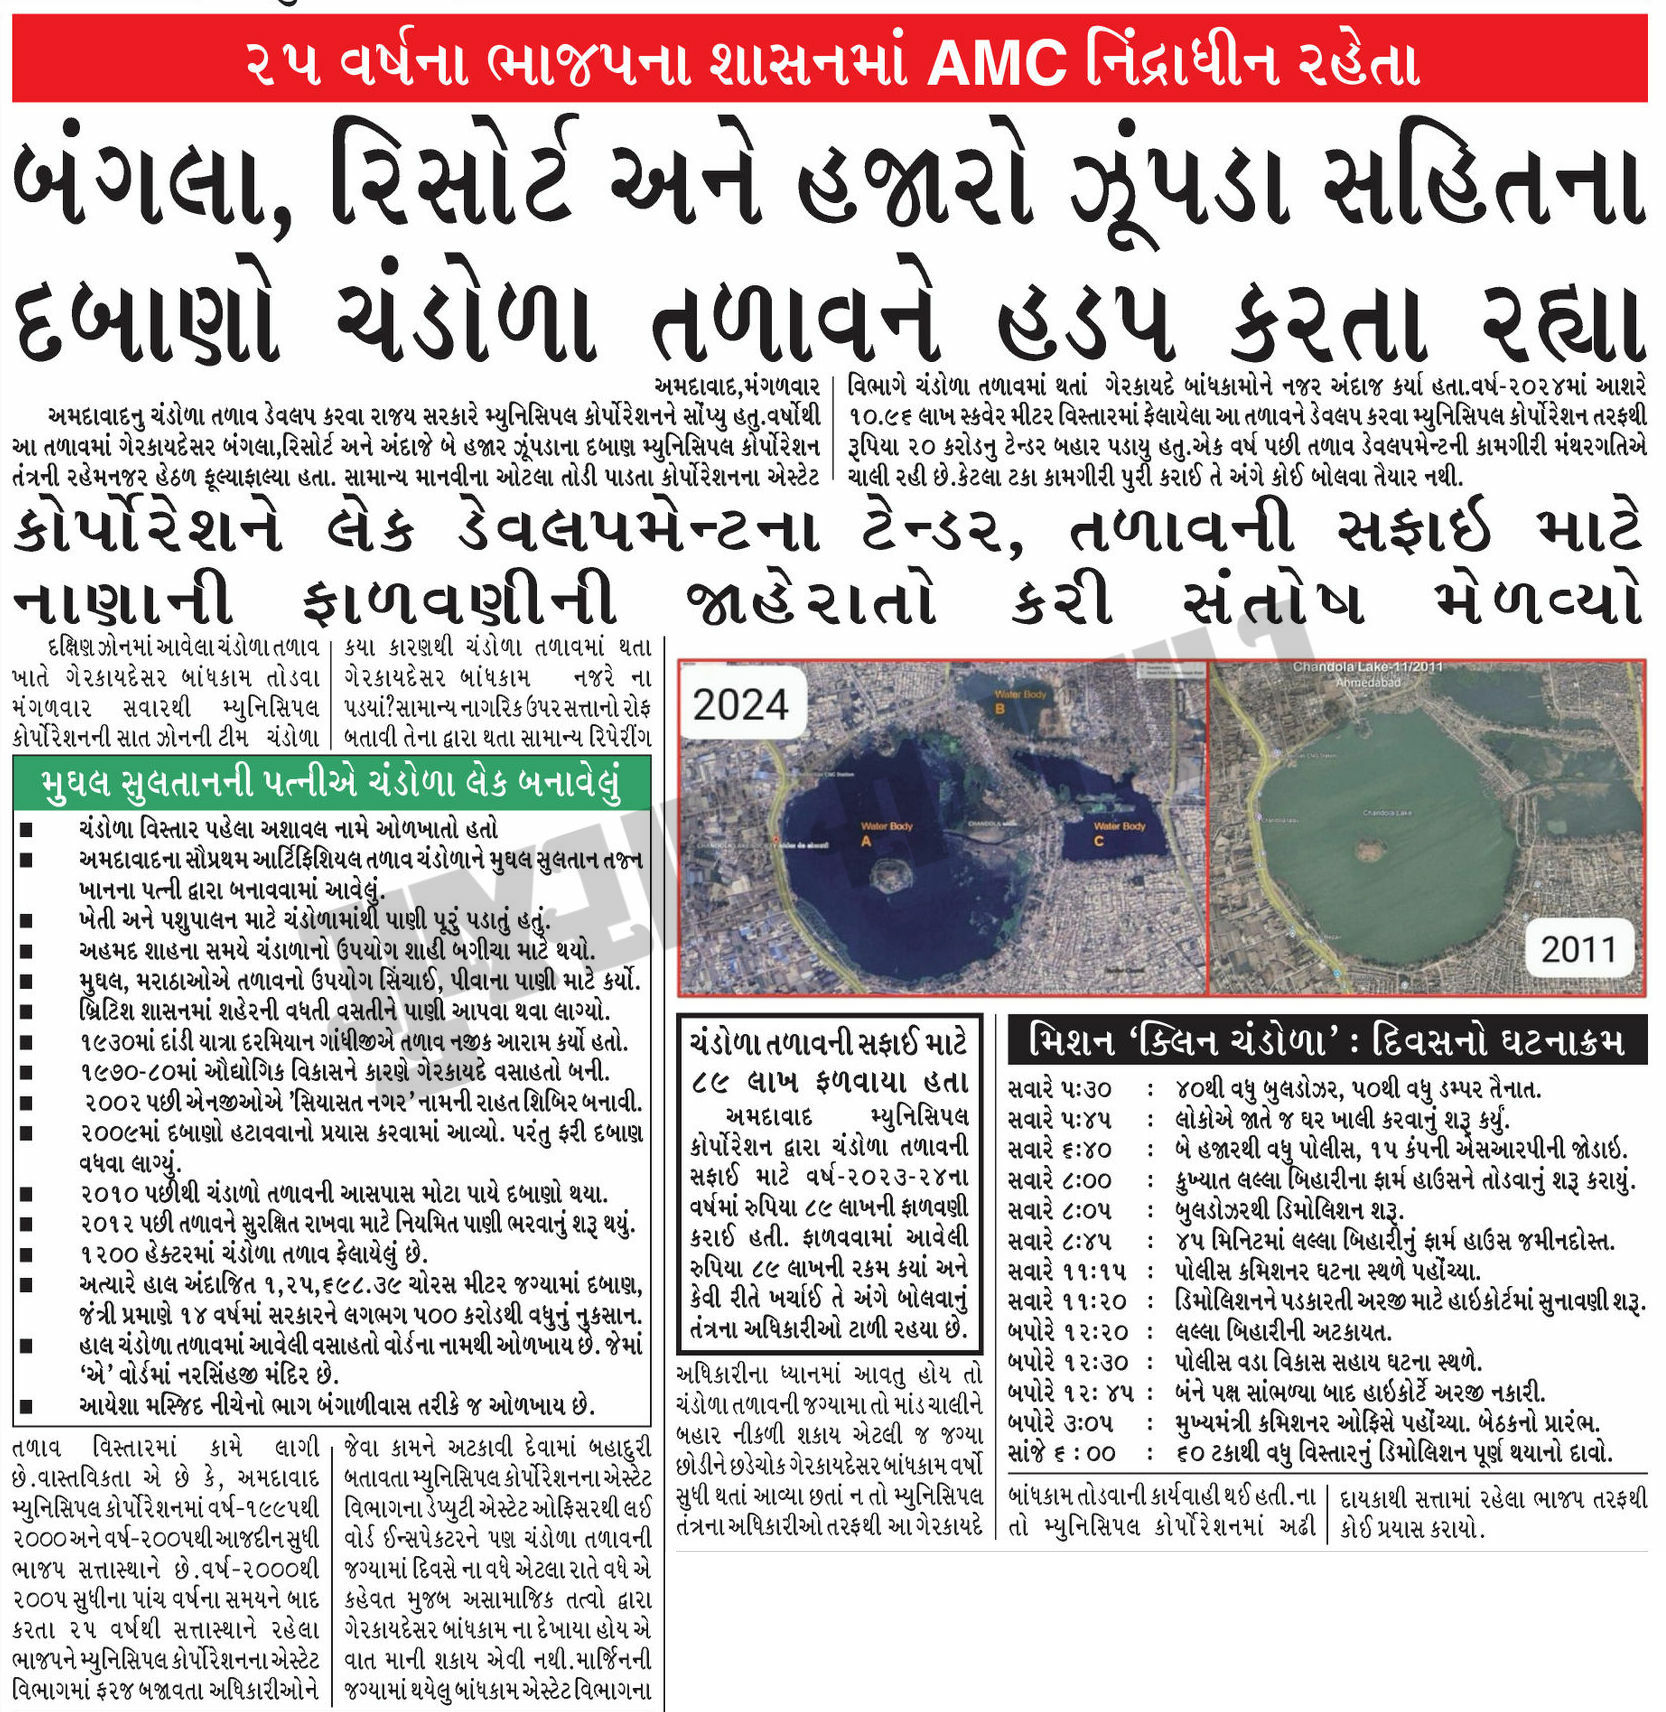 ૨૫ વર્ષના ભાજપના શાસનમાં AMC નિંદ્રાધીન રહેતા
બંગલા, રિસોર્ટ અને હજારો ઝૂંપડા સહિતના
દબાણો ચંડોળા તળાવને હડપ કરતા રહ્યા
અમદાવાદ,મંગળવાર
અમદાવાદનુ ચંડોળા તળાવ ડેવલપ કરવા રાજય સરકારે મ્યુનિસિપલ કોર્પોરેશનને સોંપ્યુ હતુ.વર્ષોથી
આ તળાવમાં ગેરકાયદેસર બંગલા,રિસોર્ટ અને અંદાજે બે હજાર ઝૂંપડાના દબાણ મ્યુનિસિપલ કોર્પોરેશન
તંત્રની રહેમનજર હેઠળ ફૂલ્યાફાલ્યા હતા. સામાન્ય માનવીના ઓટલા તોડી પાડતા કોર્પોરેશનના એસ્ટેટ
વિભાગે ચંડોળા તળાવમાં થતાં ગેરકાયદે બાંધકામોને નજર અંદાજ કર્યા હતા.વર્ષ-૨૦૨૪માં આશરે
૧૦.૯૬ લાખ સ્કવેર મીટર વિસ્તારમાં ફેલાયેલા આ તળાવને ડેવલપ કરવા મ્યુનિસિપલ કોર્પોરેશન તરફથી
રૂપિયા ૨૦ કરોડનુ ટેન્ડર બહાર પડાયુ હતુ.એક વર્ષ પછી તળાવ ડેવલપમેન્ટની કામગીરી મંથરગતિએ
ચાલી રહી છે.કેટલા ટકા કામગીરી પુરી કરાઈ તે અંગે કોઈ બોલવા તૈયાર નથી.
કોર્પોરેશને લેક ડેવલપમેન્ટના ટેન્ડર, તળાવની સફાઇ માટે
નાણાની ફાળવણીની જાહેરાતો કરી સંતોષ મેળવ્યો
દક્ષિણ ઝોનમાં આવેલા ચંડોળા તળાવ
ખાતે ગેરકાયદેસર બાંધકામ તોડવા
મંગળવાર સવારથી મ્યુનિસિપલ
કોર્પોરેશનની સાત ઝોનની ટીમ ચંડોળા
કયા કારણથી ચંડોળા તળાવમાં થતા
ગેરકાયદેસર બાંધકામ નજરે ના
પડયાં?સામાન્ય નાગરિક ઉપર સત્તાનો રોફ
બતાવી તેના દ્વારા થતા સામાન્ય રિપેરીંગ
મુઘલ સુલતાનની પત્નીએ ચંડોળા લેક બનાવેલું
■ ચંડોળા વિસ્તાર પહેલા અશાવલ નામે ઓળખાતો હતો
■ અમદાવાદના સૌપ્રથમ આર્ટિફિશિયલ તળાવ ચંડોળાને મુઘલ સુલતાન તજ્ન
ખાનના પત્ની દ્વારા બનાવવામાં આવેલું.
■ ખેતી અને પશુપાલન માટે ચંડોળામાંથી પાણી પૂરું પડાતું હતું.
■ અહમદ શાહના સમયે ચંડાળાનો ઉપયોગ શાહી બગીચા માટે થયો.
■ મુઘલ, મરાઠાઓએ તળાવનો ઉપયોગ સિંચાઈ, પીવાના પાણી માટે કર્યો.
■ બ્રિટિશ શાસનમાં શહેરની વધતી વસતીને પાણી આપવા થવા લાગ્યો.
■ ૧૯૩૦માં દાંડી યાત્રા દરમિયાન ગાંધીજીએ તળાવ નજીક આરામ કર્યો હતો.
■ ૧૯૭૦-૮૦માં ઔદ્યોગિક વિકાસને કારણે ગેરકાયદે વસાહતો બની.
■ ૨૦૦૨ પછી એનજીઓએ 'સિયાસત નગર' નામની રાહત શિબિર બનાવી.
■ ૨૦૦૯માં દબાણો હટાવવાનો પ્રયાસ કરવામાં આવ્યો. પરંતુ ફરી દબાણ
વધવા લાગ્યું.
■ ૨૦૧૦ પછીથી ચંડાળો તળાવની આસપાસ મોટા પાયે દબાણો થયા.
■ ૨૦૧૨ પછી તળાવને સુરક્ષિત રાખવા માટે નિયમિત પાણી ભરવાનું શરૂ થયું.
■ ૧૨૦૦ હેક્ટરમાં ચંડોળા તળાવ ફેલાયેલું છે.
■ અત્યારે હાલ અંદાજિત ૧,૨૫,૬૯૮.૩૯ ચોરસ મીટર જગ્યામાં દબાણ,
જંત્રી પ્રમાણે ૧૪ વર્ષમાં સરકારને લગભગ ૫૦૦ કરોડથી વધુનું નુકસાન.
■ હાલ ચંડોળા તળાવમાં આવેલી વસાહતો વોર્ડના નામથી ઓળખાય છે. જેમાં
‘એ’ વોર્ડમાં નરસિંહજી મંદિર છે.
■ આયેશા મસ્જિદ નીચેનો ભાગ બંગાળીવાસ તરીકે જ ઓળખાય છે.
તળાવ વિસ્તારમાં કામે લાગી
છે.વાસ્તવિકતા એ છે કે, અમદાવાદ
મ્યુનિસિપલ કોર્પોરેશનમાં વર્ષ-૧૯૯૫થી
૨૦૦૦ અને વર્ષ-૨૦૦૫થી આજદીન સુધી
ભાજપ સત્તાસ્થાને છે.વર્ષ-૨૦૦૦થી
૨૦૦૫ સુધીના પાંચ વર્ષના સમયને બાદ
કરતા ૨૫ વર્ષથી સત્તાસ્થાને રહેલા
ભાજપને મ્યુનિસિપલ કોર્પોરેશનના એસ્ટેટ
વિભાગમાં ફરજ બજાવતા અધિકારીઓને
જેવા કામને અટકાવી દેવામાં બહાદુરી
બતાવતા મ્યુનિસિપલ કોર્પોરેશનના એસ્ટેટ
વિભાગના ડેપ્યુટી એસ્ટેટ ઓફિસરથી લઈ
વોર્ડ ઈન્સપેકટરને પણ ચંડોળા તળાવની
જગ્યામાં દિવસે ના વધે એટલા રાતે વધે એ
કહેવત મુજબ અસામાજિક તત્વો દ્વારા
ગેરકાયદેસર બાંધકામ ના દેખાયા હોય એ
વાત માની શકાય એવી નથી.માર્જિનની
જગ્યામાં થયેલુ બાંધકામ એસ્ટેટ વિભાગના
2024
Water Body
B
Water Body
A
Water Body
C
Chandola Lake-11/2011
Ahmedabad
Chandola Lake
2011
ચંડોળા તળાવની સફાઈ માટે
૮૯ લાખ ફળવાયા હતા
અમદાવાદ મ્યુનિસિપલ
કોર્પોરેશન દ્વારા ચંડોળા તળાવની
સફાઈ માટે વર્ષ-૨૦૨૩-૨૪ના
વર્ષમાં રુપિયા ૮૯ લાખની ફાળવણી
કરાઈ હતી. ફાળવવામાં આવેલી
રુપિયા ૮૯ લાખની રકમ કયાં અને
કેવી રીતે ખર્ચાઈ તે અંગે બોલવાનું
તંત્રના અધિકારીઓ ટાળી રહયા છે.
અધિકારીના ધ્યાનમાં આવતુ હોય તો
ચંડોળા તળાવની જગ્યામા તો માંડ ચાલીને
બહાર નીકળી શકાય એટલી જ જગ્યા
છોડીને છડેચોક ગેરકાયદેસર બાંધકામ વર્ષો
સુધી થતાં આવ્યા છતાં ન તો મ્યુનિસિપલ
તંત્રના અધિકારીઓ તરફથી આ ગેરકાયદે
મિશન ‘ક્લિન ચંડોળા’ : દિવસનો ઘટનાક્રમ
સવારે ૫:૩૦ : ૪૦થી વધુ બુલડોઝર, ૫૦થી વધુ ડમ્પર તૈનાત.
સવારે ૫:૪૫ : લોકોએ જાતે જ ઘર ખાલી કરવાનું શરૂ કર્યું.
સવારે ૬:૪૦ : બે હજારથી વધુ પોલીસ, ૧૫ કંપની એસઆરપીની જોડાઇ.
સવારે ૮:૦૦ : કુખ્યાત લલ્લા બિહારીના ફાર્મ હાઉસને તોડવાનું શરૂ કરાયું.
સવારે ૮:૦૫ : બુલડોઝરથી ડિમોલિશન શરૂ.
સવારે ૮:૪૫ : ૪૫ મિનિટમાં લલ્લા બિહારીનું ફાર્મ હાઉસ જમીનદોસ્ત.
સવારે ૧૧:૧૫ : પોલીસ કમિશનર ઘટના સ્થળે પહોંચ્યા.
સવારે ૧૧:૨૦ : ડિમોલિશનને પડકારતી અરજી માટે હાઇકોર્ટમાં સુનાવણી શરૂ.
બપોરે ૧૨:૨૦ : લલ્લા બિહારીની અટકાયત.
બપોરે ૧૨:૩૦ : પોલીસ વડા વિકાસ સહાય ઘટના સ્થળે.
બપોરે ૧૨: ૪૫ : બંને પક્ષ સાંભળ્યા બાદ હાઇકોર્ટે અરજી નકારી.
બપોરે ૩:૦૫ : મુખ્યમંત્રી કમિશનર ઓફિસે પહોંચ્યા. બેઠકનો પ્રારંભ.
સાંજે ૬ : ૦૦ : ૬૦ ટકાથી વધુ વિસ્તારનું ડિમોલિશન પૂર્ણ થયાનો દાવો.
બાંધકામ તોડવાની કાર્યવાહી થઈ હતી.ના
તો મ્યુનિસિપલ કોર્પોરેશનમાં અઢી
દાયકાથી સત્તામાં રહેલા ભાજપ તરફથી
કોઈ પ્રયાસ કરાયો.